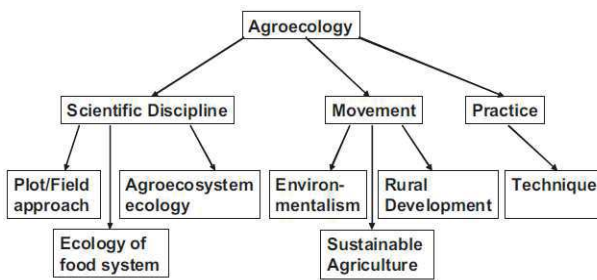 Agroecology
Scientific Discipline
Movement
Practice
Plot/Field
approach
Agroecosystem
ecology
Environ-
mentalism
Rural
Development
Technique
Ecology of
food system
Sustainable
Agriculture